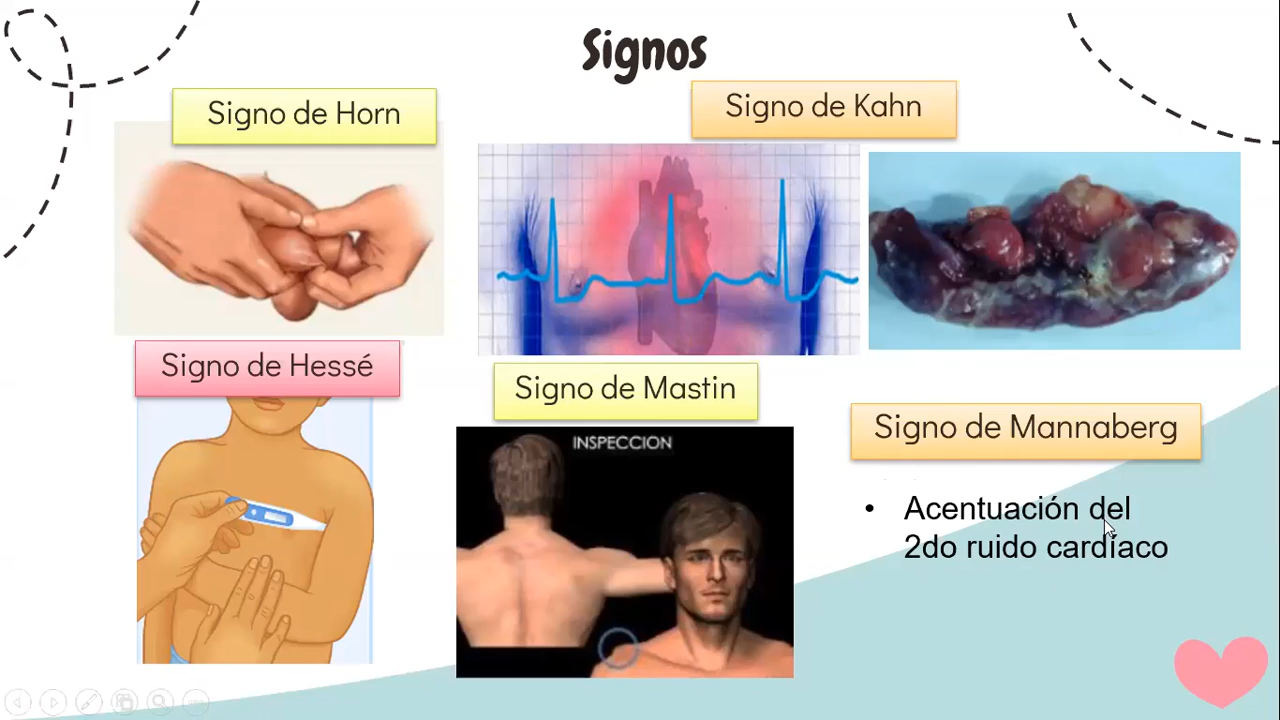 Signos
Signo de Horn
Signo de Kahn
Signo de Hessé
Signo de Mastin
INSPECCION
Signo de Mannaberg
• Acentuación del
2do ruido cardíaco